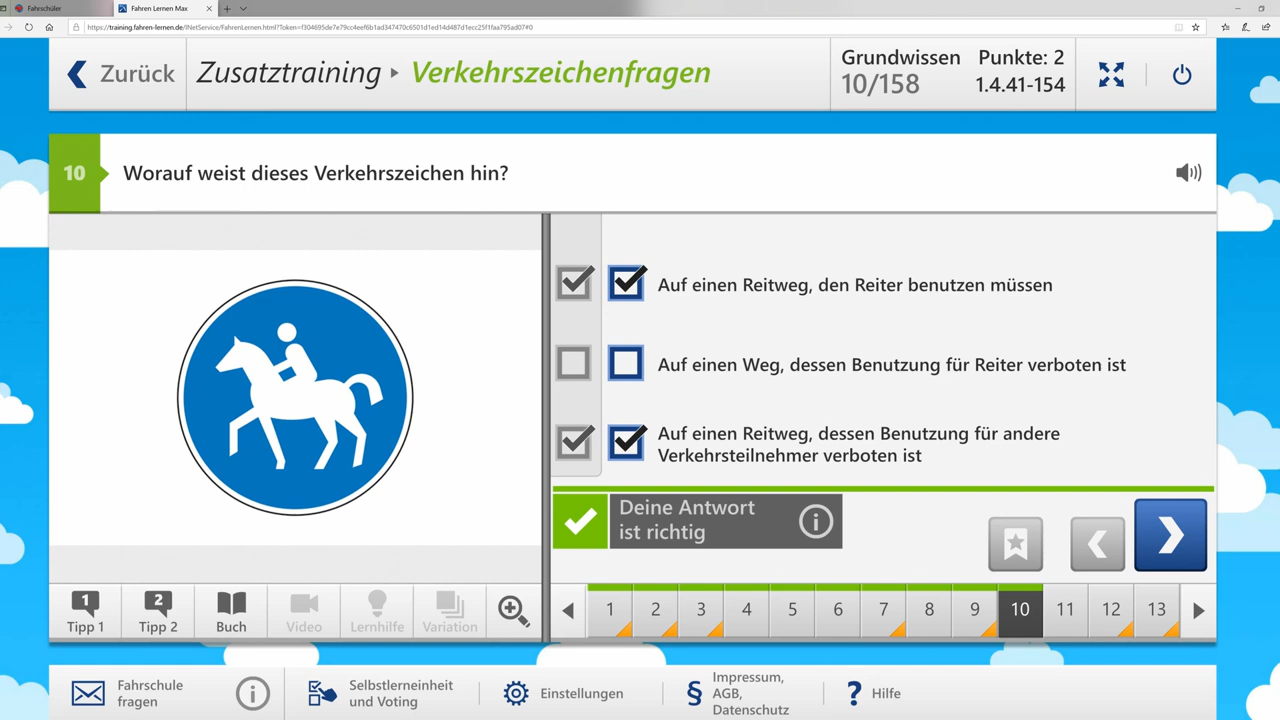 Fahrschüler
Fahren Lernen Max
https://training.fahren-lernen.de/INetService/FahrenLernen.html?Token=f304695de7e79cc4eef6b1ad347470c6501d1ed14d487d1ecc25f1faa795ad07#0
Zurück
Zusatztraining ▸ Verkehrszeichenfragen
Grundwissen
10/158
Punkte: 2
1.4.41-154
10
Worauf weist dieses Verkehrszeichen hin?
Auf einen Reitweg, den Reiter benutzen müssen
Auf einen Weg, dessen Benutzung für Reiter verboten ist
Auf einen Reitweg, dessen Benutzung für andere
Verkehrsteilnehmer verboten ist
Deine Antwort
ist richtig
1 Tipp 1
2 Tipp 2
Buch
Video
Lernhilfe
Variation
1 2 3 4 5 6 7 8 9 10 11 12 13
Fahrschule
fragen
Selbstlerneinheit
und Voting
Einstellungen
§ Impressum,
AGB,
Datenschutz
? Hilfe